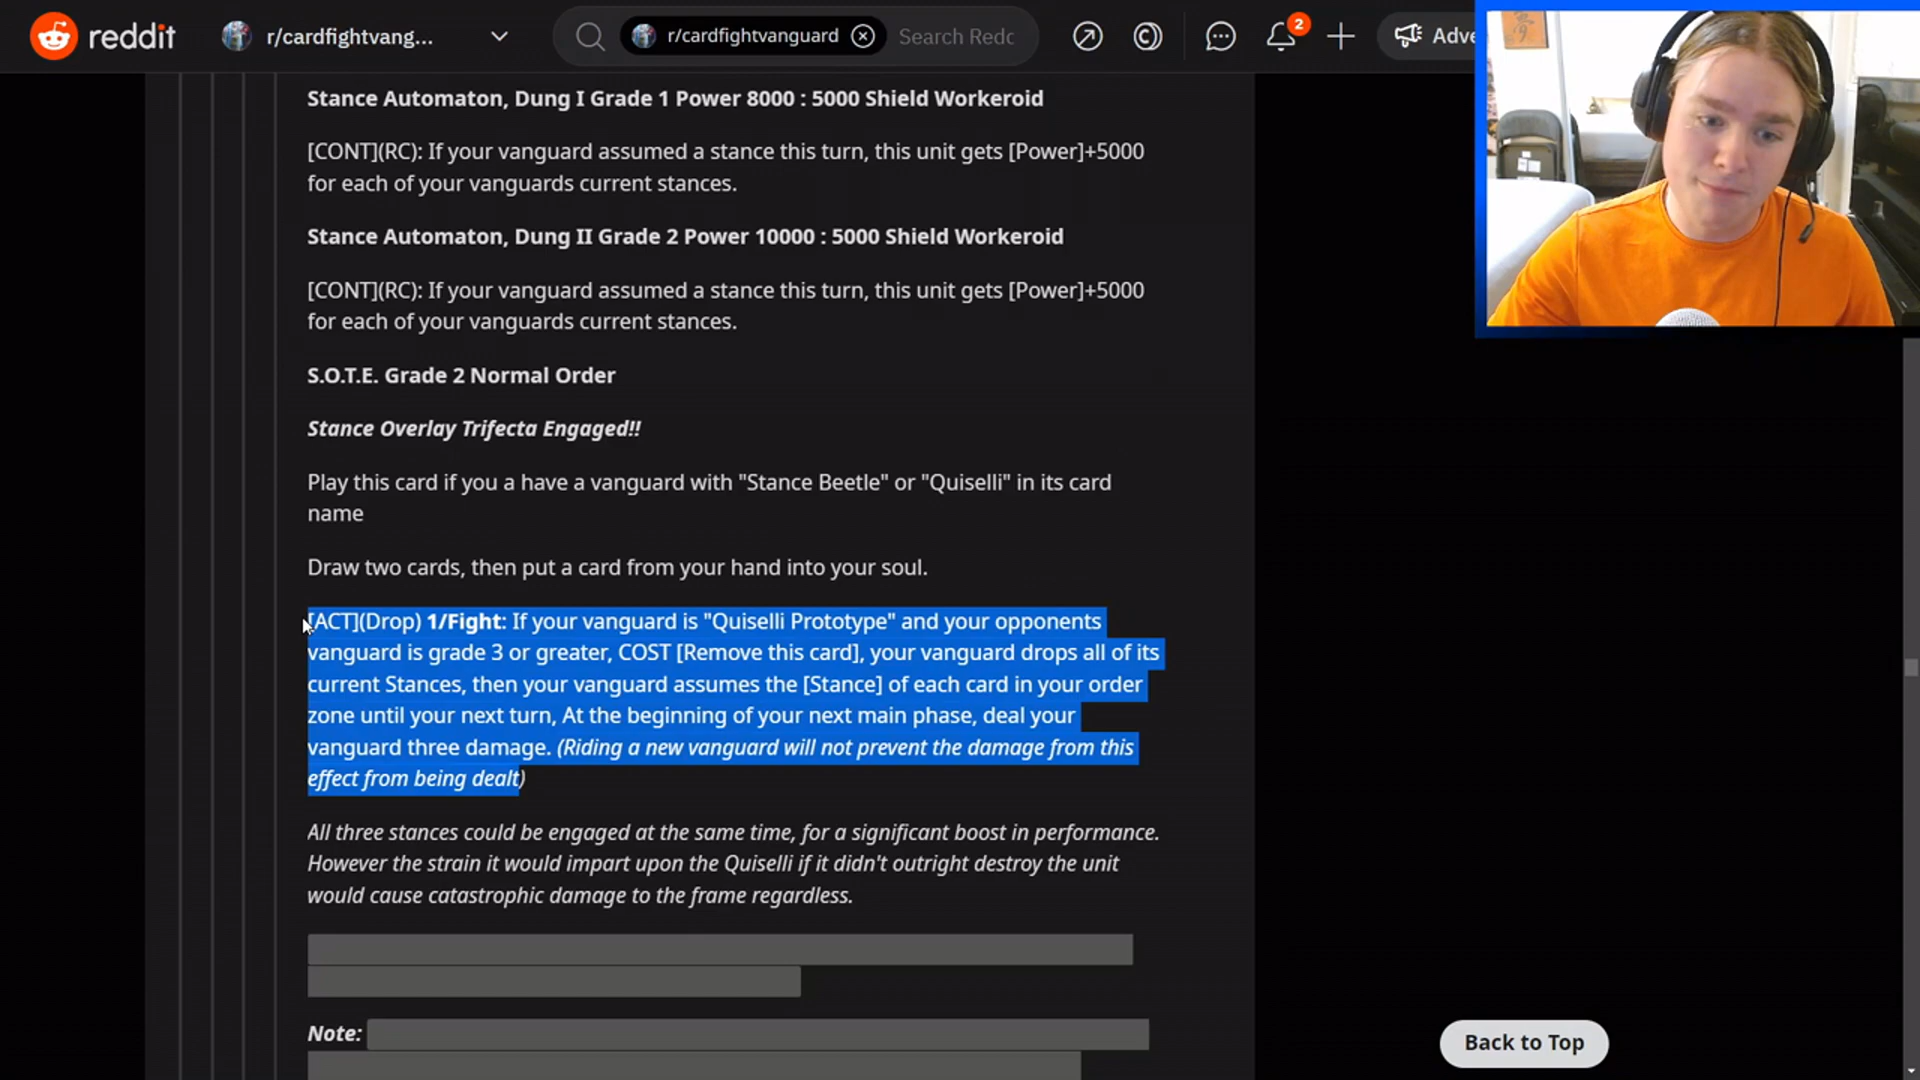 reddit
r/cardfightvang...
r/cardfightvanguard
Search Redc
2
Adve
Stance Automaton, Dung I Grade 1 Power 8000 : 5000 Shield Workeroid
[CONT](RC): If your vanguard assumed a stance this turn, this unit gets [Power]+5000
for each of your vanguards current stances.
Stance Automaton, Dung II Grade 2 Power 10000 : 5000 Shield Workeroid
[CONT](RC): If your vanguard assumed a stance this turn, this unit gets [Power]+5000
for each of your vanguards current stances.
S.O.T.E. Grade 2 Normal Order
Stance Overlay Trifecta Engaged!!
Play this card if you a have a vanguard with "Stance Beetle" or "Quiselli" in its card
name
Draw two cards, then put a card from your hand into your soul.
[ACT](Drop) 1/Fight: If your vanguard is "Quiselli Prototype" and your opponents
vanguard is grade 3 or greater, COST [Remove this card], your vanguard drops all of its
current Stances, then your vanguard assumes the [Stance] of each card in your order
zone until your next turn, At the beginning of your next main phase, deal your
vanguard three damage. (Riding a new vanguard will not prevent the damage from this
effect from being dealt)
All three stances could be engaged at the same time, for a significant boost in performance.
However the strain it would impart upon the Quiselli if it didn't outright destroy the unit
would cause catastrophic damage to the frame regardless.
Note:
Back to Top